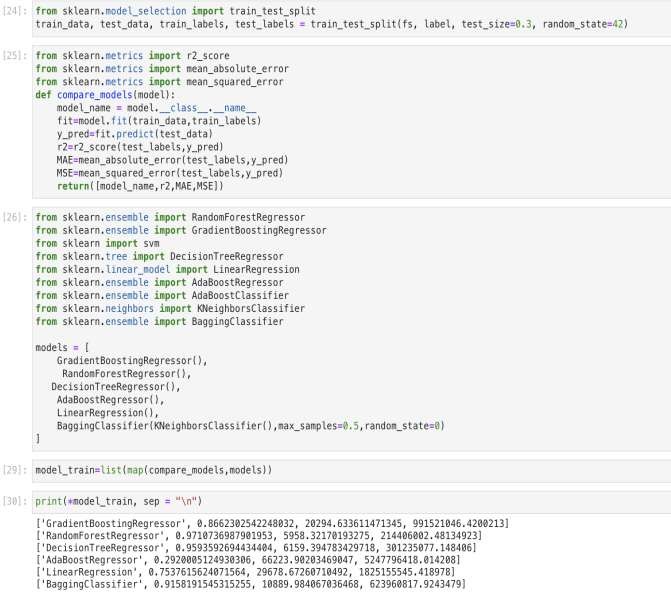 [24]: from sklearn.model_selection import train_test_split
train_data, test_data, train_labels, test_labels = train_test_split(fs, label, test_size=0.3, random_state=42)
[25]: from sklearn.metrics import r2_score
from sklearn.metrics import mean_absolute_error
from sklearn.metrics import mean_squared_error
def compare_models(model):
    model_name = model.__class__.__name__
    fit=model.fit(train_data,train_labels)
    y_pred=fit.predict(test_data)
    r2=r2_score(test_labels,y_pred)
    MAE=mean_absolute_error(test_labels,y_pred)
    MSE=mean_squared_error(test_labels,y_pred)
    return([model_name,r2,MAE,MSE])
[26]: from sklearn.ensemble import RandomForestRegressor
from sklearn.ensemble import GradientBoostingRegressor
from sklearn import svm
from sklearn.tree import DecisionTreeRegressor
from sklearn.linear_model import LinearRegression
from sklearn.ensemble import AdaBoostRegressor
from sklearn.ensemble import AdaBoostClassifier
from sklearn.neighbors import KNeighborsClassifier
from sklearn.ensemble import BaggingClassifier
models = [
    GradientBoostingRegressor(),
     RandomForestRegressor(),
   DecisionTreeRegressor(),
    AdaBoostRegressor(),
    LinearRegression(),
    BaggingClassifier(KNeighborsClassifier(),max_samples=0.5,random_state=0)
]
[29]: model_train=list(map(compare_models,models))
[30]: print(*model_train, sep = "\n")
['GradientBoostingRegressor', 0.8662302542248032, 20294.633611471345, 991521046.4200213]
['RandomForestRegressor', 0.9710736987901953, 5958.32170193275, 214406002.48134923]
['DecisionTreeRegressor', 0.9593592694434404, 6159.394783429718, 301235077.148406]
['AdaBoostRegressor', 0.2920005124930306, 66223.90203469047, 5247796418.014208]
['LinearRegression', 0.7537615624071564, 29678.67260710492, 1825155545.418978]
['BaggingClassifier', 0.9158191545315255, 10889.984067036468, 623960817.9243479]